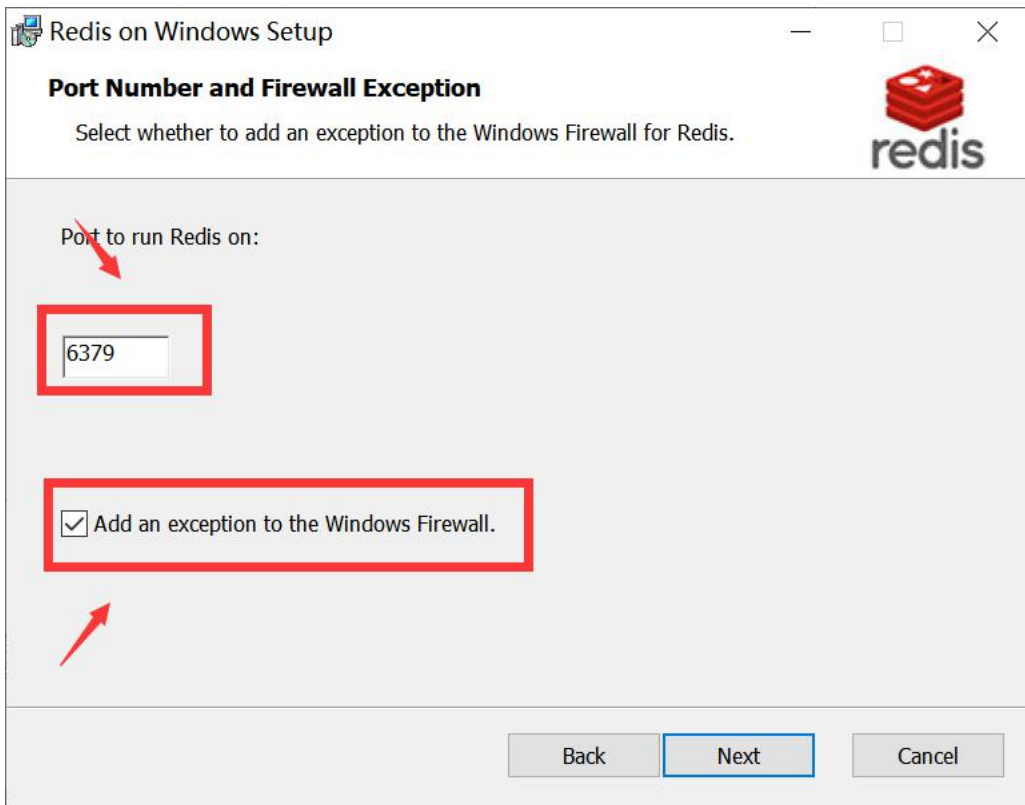 Redis on Windows Setup
Port Number and Firewall Exception
Select whether to add an exception to the Windows Firewall for Redis.
redis
Port to run Redis on:
6379
Add an exception to the Windows Firewall.
Back
Next
Cancel